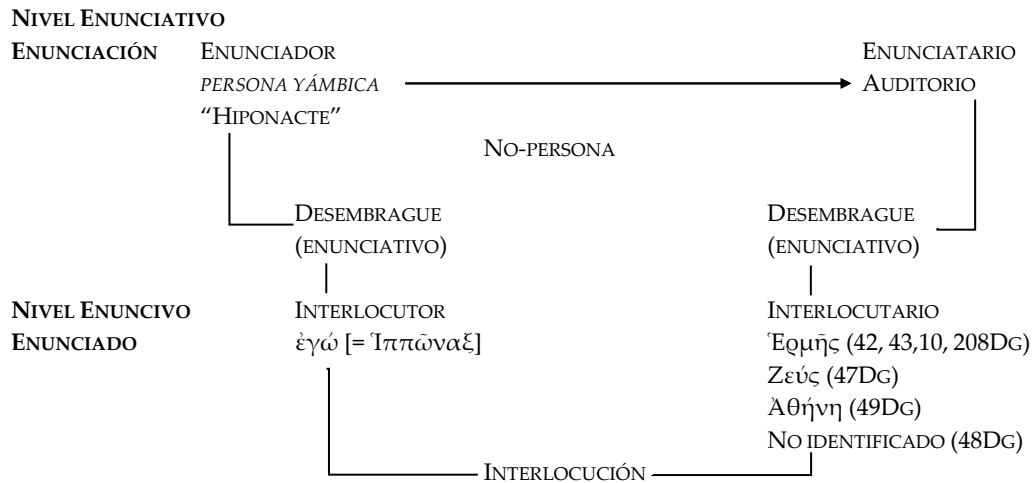 NIVEL ENUNCIATIVO
ENUNCIACIÓN ENUNCIADOR ENUNCIATARIO
PERSONA YÁMBICA AUDITORIO
“HIPONACTE”
NO-PERSONA
DESEMBRAGUE DESEMBRAGUE
(ENUNCIATIVO) (ENUNCIATIVO)
NIVEL ENUNCIVO INTERLOCUTOR INTERLOCUTARIO
ENUNCIADO ἐγώ [= Ἱππῶναξ] Ἑρμῆς (42, 43,10, 208DG)
Ζεύς (47DG)
Ἀθήνη (49DG)
NO IDENTIFICADO (48DG)
INTERLOCUCIÓN